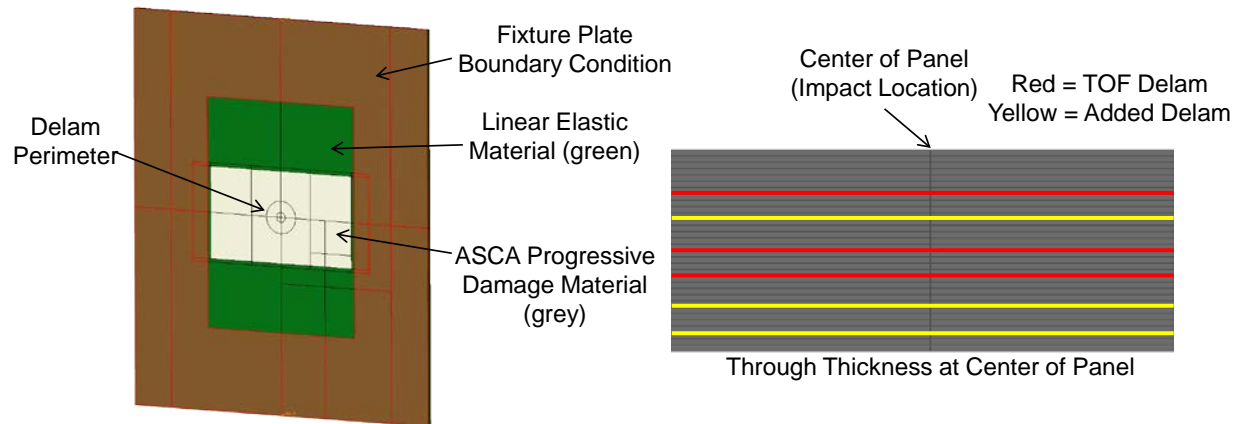 Fixture Plate
Boundary Condition
Delam
Perimeter
Linear Elastic
Material (green)
ASCA Progressive
Damage Material
(grey)
Center of Panel
(Impact Location)
Red = TOF Delam
Yellow = Added Delam
Through Thickness at Center of Panel